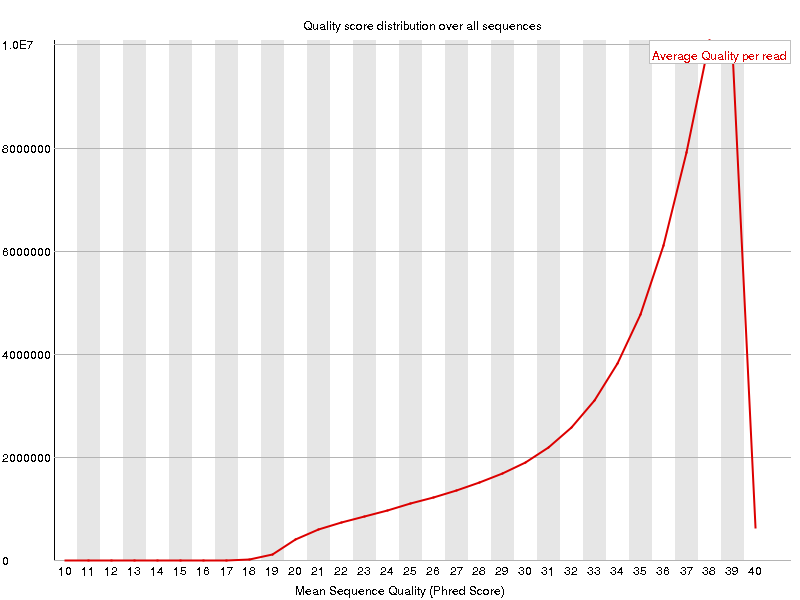 Quality score distribution over all sequences
1.0E7
Average Quality per read
8000000
6000000
4000000
2000000
0
10 11 12 13 14 15 16 17 18 19 20 21 22 23 24 25 26 27 28 29 30 31 32 33 34 35 36 37 38 39 40
Mean Sequence Quality (Phred Score)